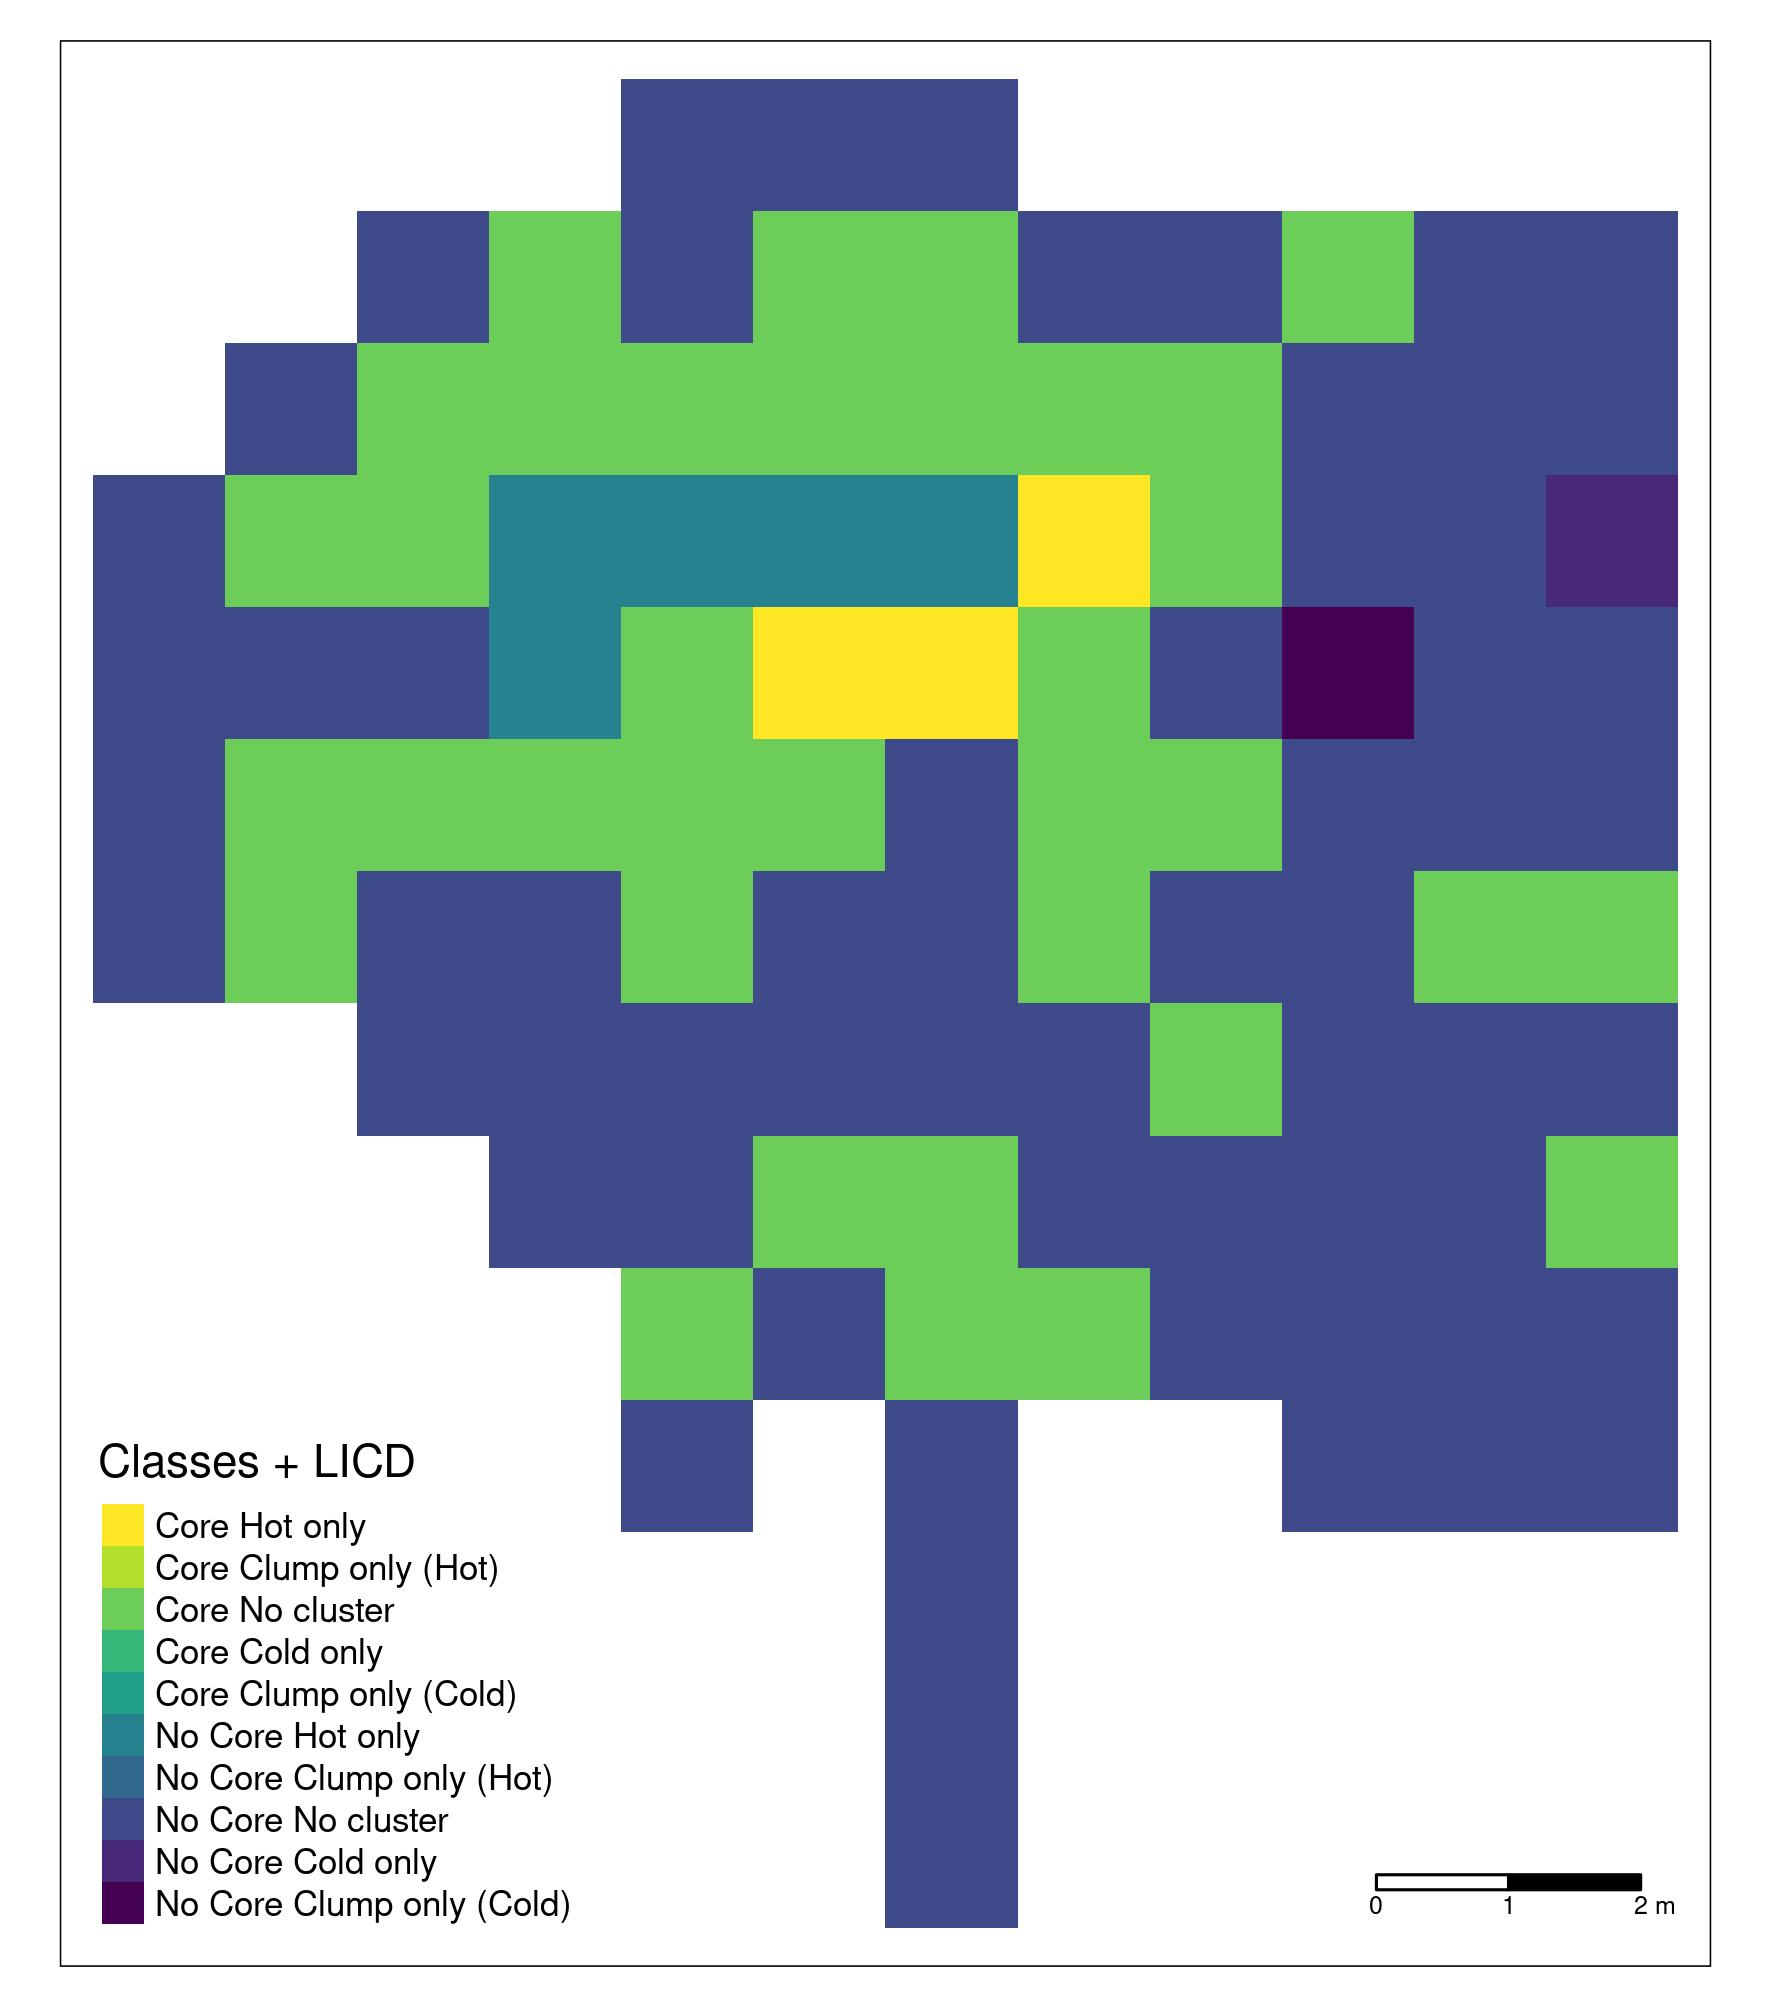 Classes + LICD
Core Hot only
Core Clump only (Hot)
Core No cluster
Core Cold only
Core Clump only (Cold)
No Core Hot only
No Core Clump only (Hot)
No Core No cluster
No Core Cold only
No Core Clump only (Cold)
0 1 2 m